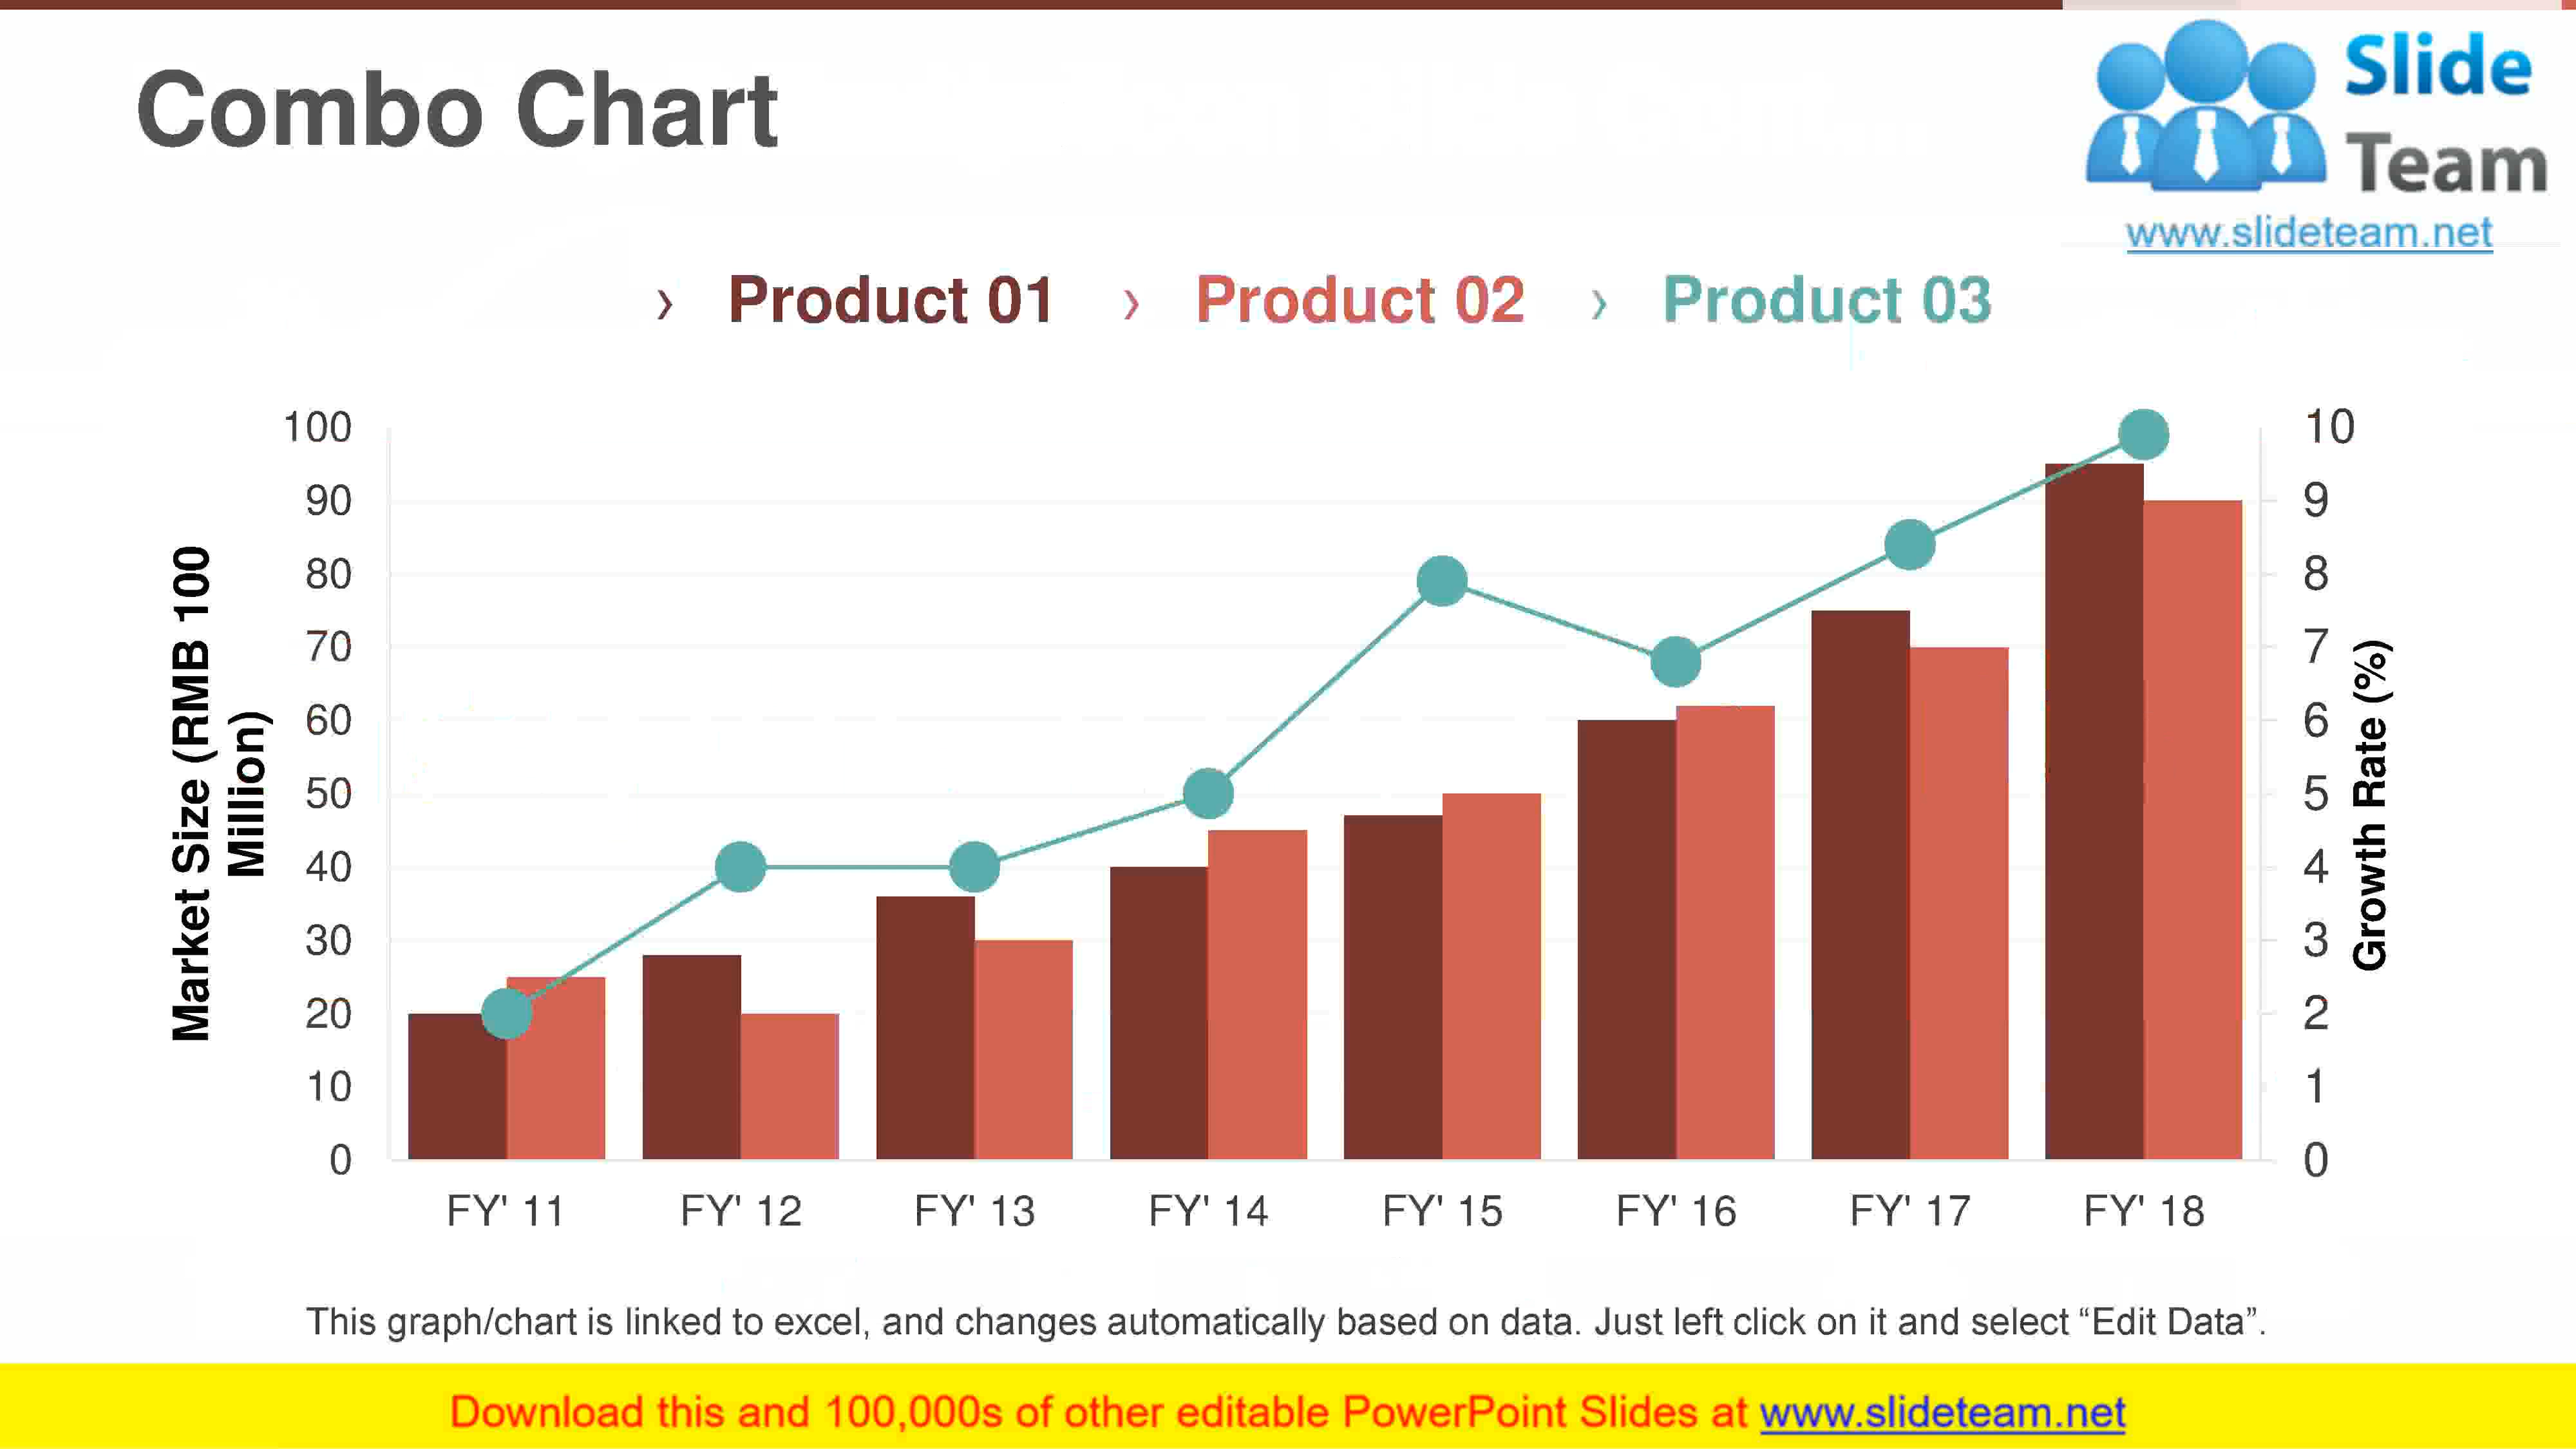 Combo Chart
Slide
Team
www.slideteam.net
› Product 01 › Product 02 › Product 03
Market Size (RMB 100
Million)
100
90
80
70
60
50
40
30
20
10
0
10
9
8
7
6
5
4
3
2
1
0
Growth Rate (%)
FY' 11 FY' 12 FY' 13 FY' 14 FY' 15 FY' 16 FY' 17 FY' 18
This graph/chart is linked to excel, and changes automatically based on data. Just left click on it and select “Edit Data”.
Download this and 100,000s of other editable PowerPoint Slides at www.slideteam.net